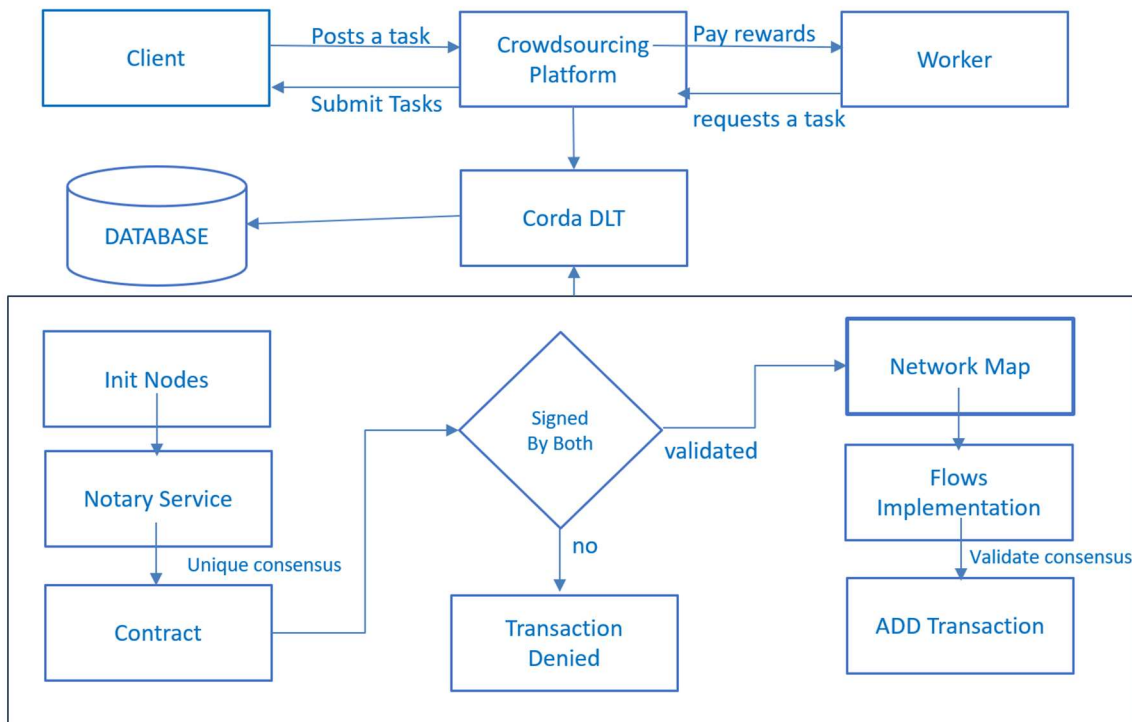 Client
Posts a task
Submit Tasks
Crowdsourcing
Platform
Pay rewards
requests a task
Worker
DATABASE
Corda DLT
Init Nodes
Notary Service
Unique consensus
Contract
Signed
By Both
validated
no
Transaction
Denied
Network Map
Flows
Implementation
Validate consensus
ADD Transaction